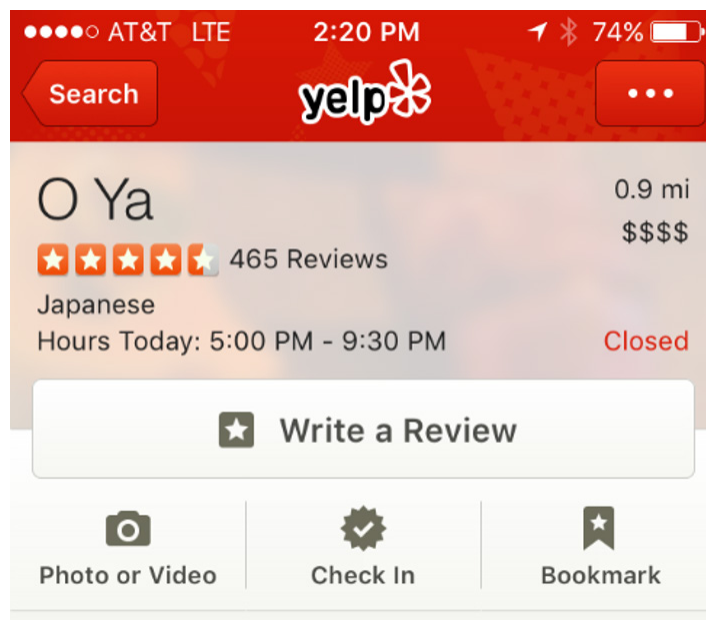 AT&T LTE 2:20 PM 74%
Search yelp
O Ya 0.9 mi
$$$$
465 Reviews
Japanese
Hours Today: 5:00 PM - 9:30 PM Closed
Write a Review
Photo or Video Check In Bookmark